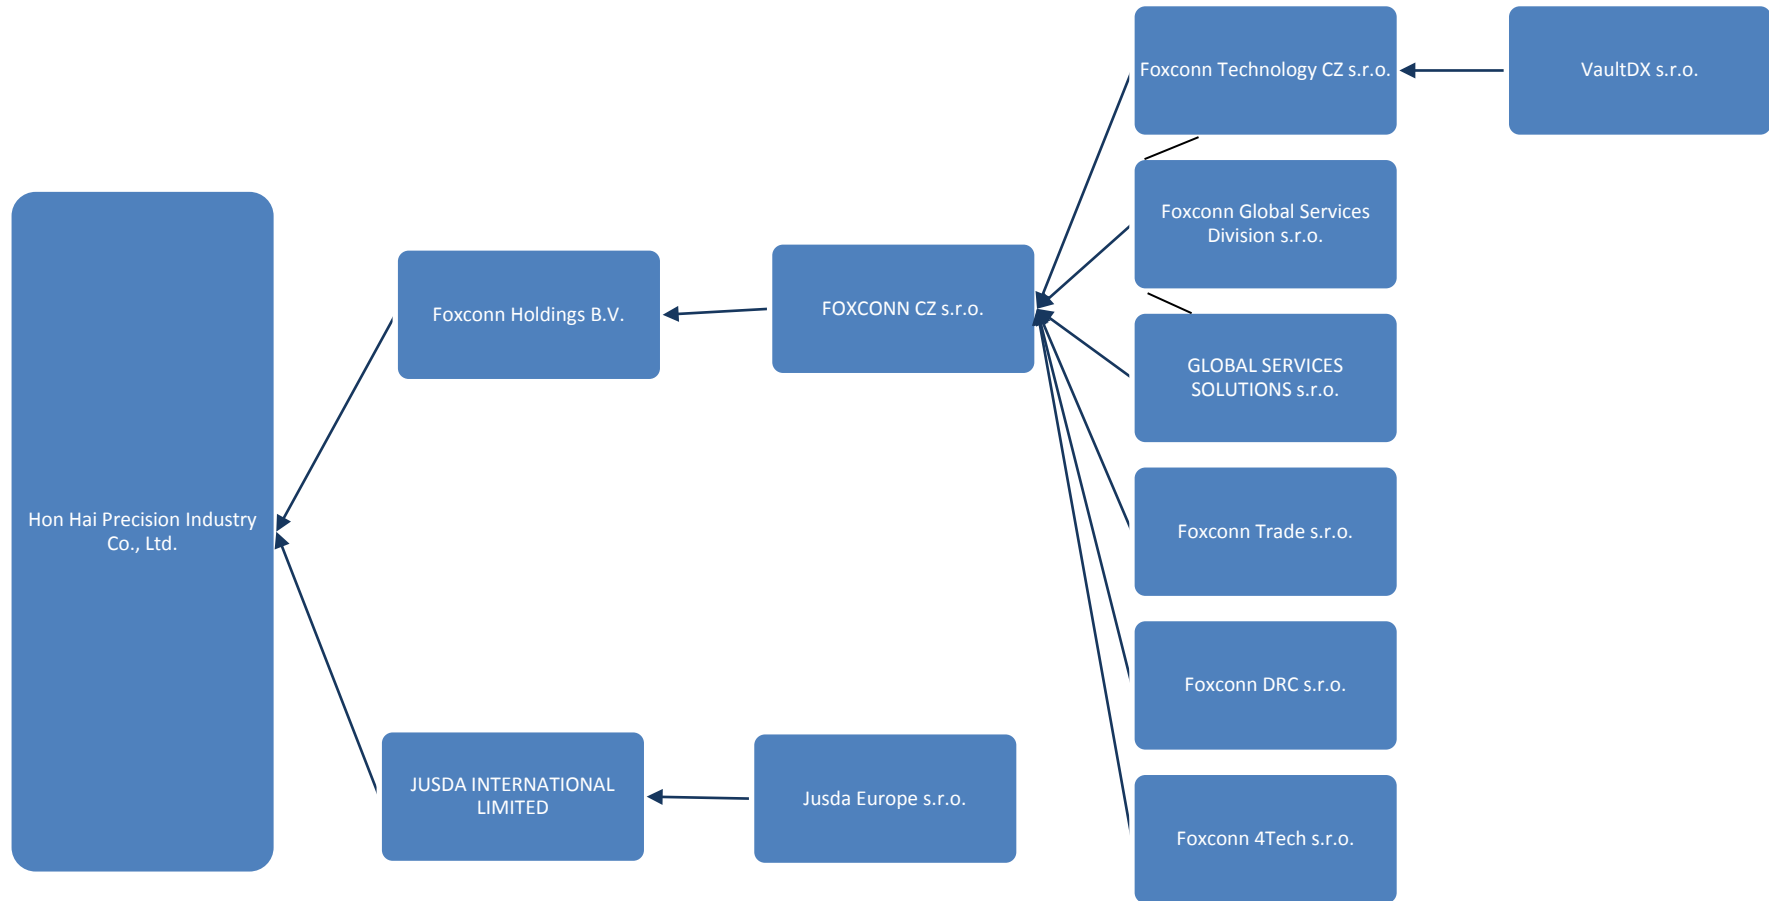 Hon Hai Precision Industry
Co., Ltd.
Foxconn Holdings B.V.
JUSDA INTERNATIONAL
LIMITED
FOXCONN CZ s.r.o.
Jusda Europe s.r.o.
Foxconn Technology CZ s.r.o.
Foxconn Global Services
Division s.r.o.
GLOBAL SERVICES
SOLUTIONS s.r.o.
Foxconn Trade s.r.o.
Foxconn DRC s.r.o.
Foxconn 4Tech s.r.o.
VaultDX s.r.o.